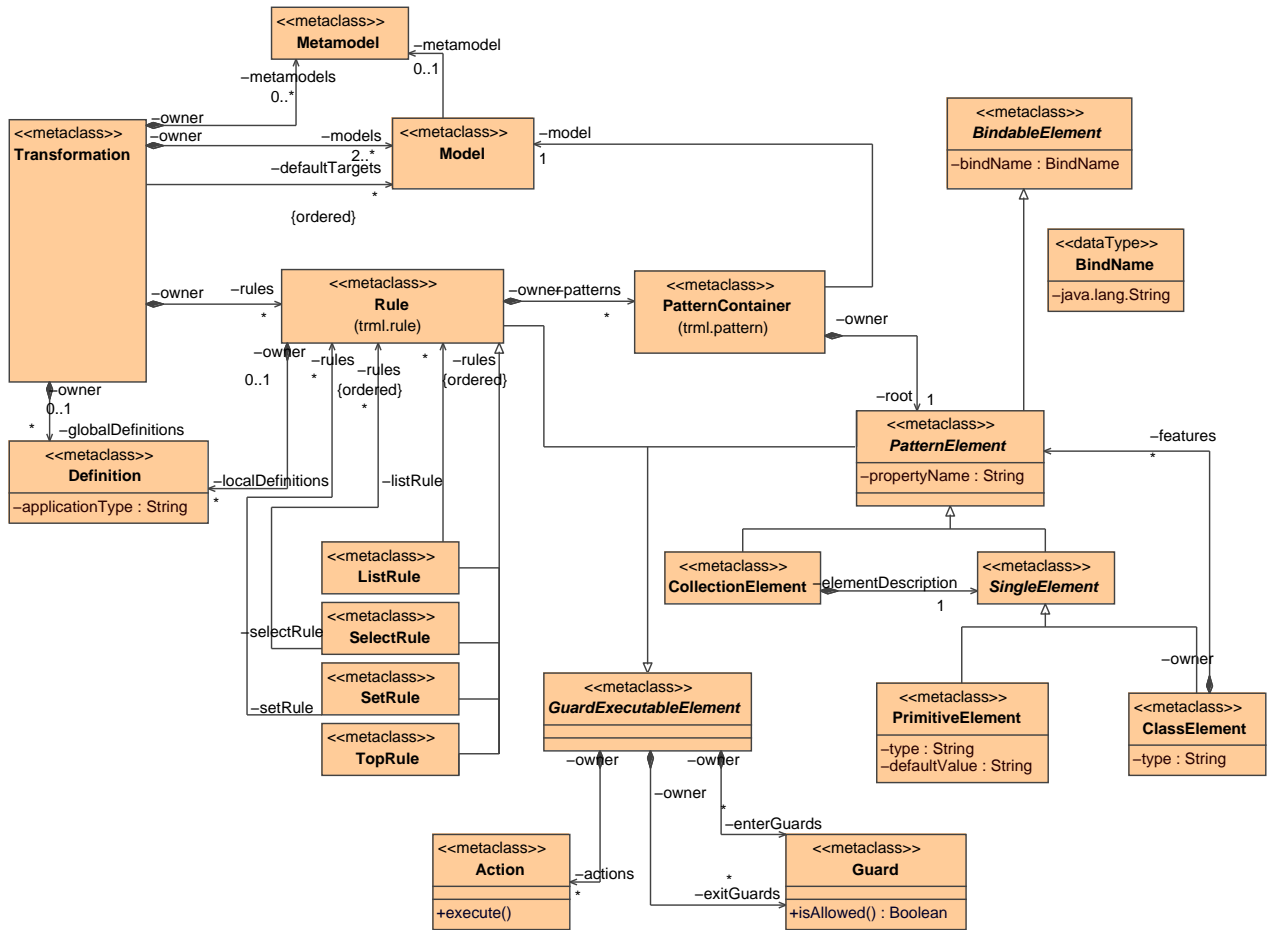 <<metaclass>>
Metamodel
−metamodel
0..1
−metamodels
0..*
<<metaclass>>
Transformation
−owner
−owner
−models
2..*
−defaultTargets
*
{ordered}
<<metaclass>>
Model
−model
1
<<metaclass>>
BindableElement
−bindName : BindName
<<dataType>>
BindName
−java.lang.String
−owner
−rules
*
<<metaclass>>
Rule
(trml.rule)
−owner
−patterns
*
<<metaclass>>
PatternContainer
(trml.pattern)
−owner
−root
1
−owner
0..1
−rules
*
−rules
{ordered}
*
*
−rules
{ordered}
−owner
0..1
*
−globalDefinitions
<<metaclass>>
Definition
−applicationType : String
−localDefinitions
*
−listRule
<<metaclass>>
PatternElement
−propertyName : String
−features
*
<<metaclass>>
ListRule
<<metaclass>>
SelectRule
−selectRule
<<metaclass>>
SetRule
−setRule
<<metaclass>>
TopRule
<<metaclass>>
CollectionElement
−elementDescription
1
<<metaclass>>
SingleElement
−owner
<<metaclass>>
GuardExecutableElement
<<metaclass>>
PrimitiveElement
−type : String
−defaultValue : String
<<metaclass>>
ClassElement
−type : String
−owner
−owner
−owner
*
−enterGuards
<<metaclass>>
Action
+execute()
−actions
*
*
−exitGuards
<<metaclass>>
Guard
+isAllowed() : Boolean